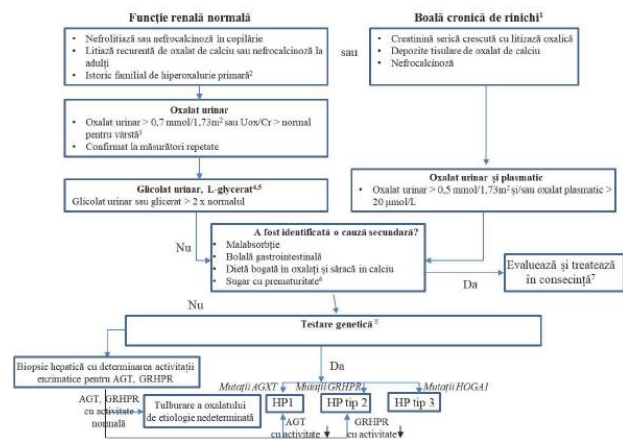 Funcție renală normală
Nefrolitiază sau nefrocalcinoză în copilărie
Litiază recurentă de oxalat de calciu sau nefrocalcinoză la
adulți
Istoric familial de hiperoxalurie primară²
sau
Boală cronică de rinichi¹
Creatinină serică crescută cu litizază oxalică
Depozite tisulare de oxalat de calciu
Nefrocalcinoză
Oxalat urinar
Oxalat urinar > 0,7 mmol/1,73m² sau Uox/Cr > normal
pentru vârstă³
Confirmat la măsurători repetate
Glicolat urinar, L-glycerat⁴,⁵
Glicolat urinar sau glicerat > 2 x normalul
Oxalat urinar și plasmatic
Oxalat urinar > 0,5 mmol/1,73m² și/sau oxalat plasmatic >
20 μmol/L
Nu
A fost identificată o cauză secundară?
Malabsorbție
Bolală gastrointestinală
Dietă bogată în oxalați și săracă în calciu
Sugar cu prematuritate⁶
Da
Evaluează și tratează
în consecință⁷
Nu
Testare genetică
Biopsie hepatică cu determinarea activitații
enzimatice pentru AGT, GRHPR
Da
Mutații AGXT
Mutații GRHPR
Mutații HOGA1
HP1
HP tip 2
HP tip 3
AGT, GRHPR
cu activitate
normală
Tulburare a oxalatului
de etiologie nedeterminată
AGT
cu activitate
GRHPR
cu activitate